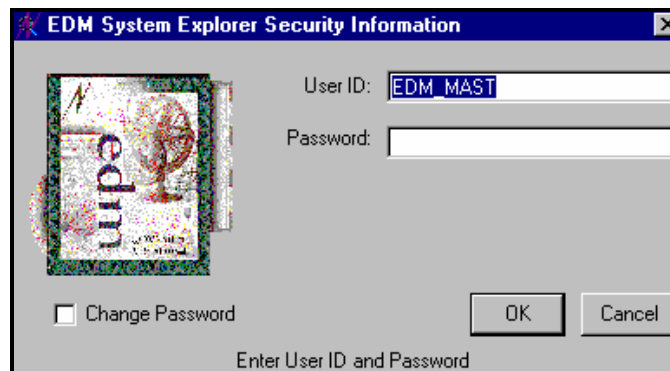 EDM System Explorer Security Information
User ID: EDM_MAST
Password:
edm
Change Password
OK Cancel
Enter User ID and Password